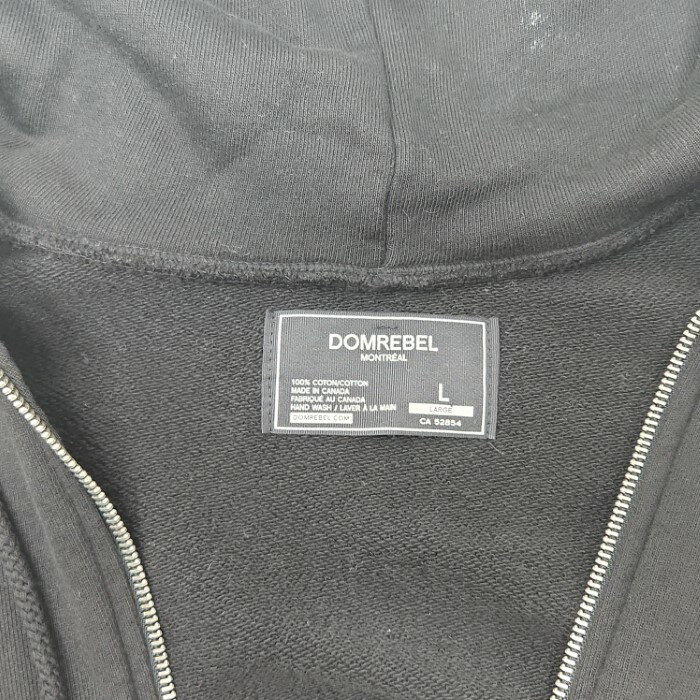 DOMREBEL
MONTRÉAL
100% COTON/COTTON
MADE IN CANADA
FABRIQUÉ AU CANADA
HAND WASH / LAVER À LA MAIN
DOMREBEL.COM
L
LARGE
CA 52854